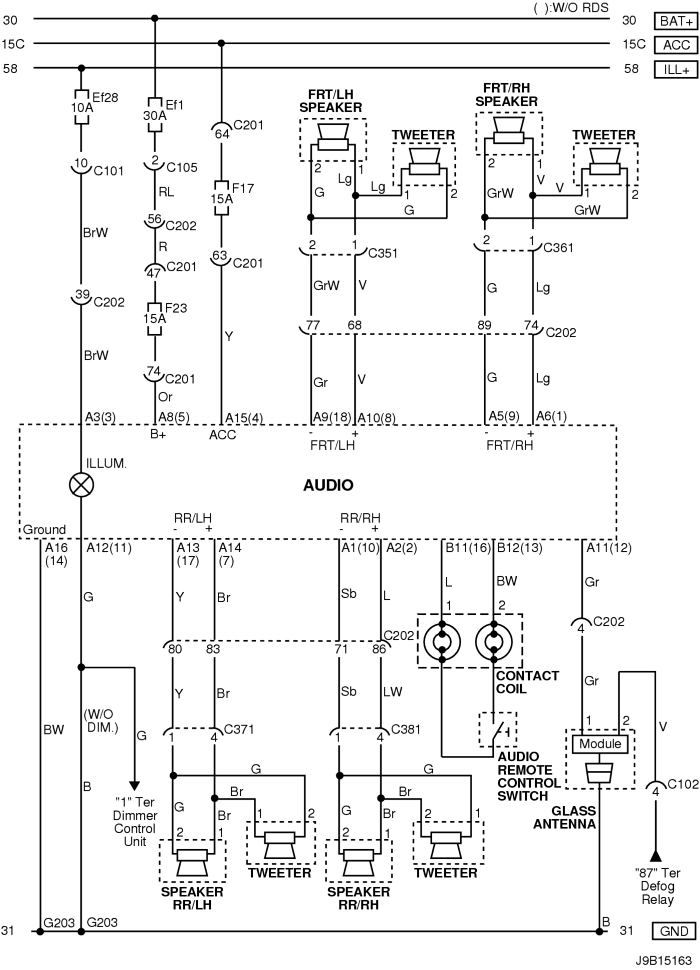 ( ):W/O RDS
30 30 BAT+
15C 15C ACC
58 58 ILL+
Ef28
10A
Ef1
30A
64 C201
FRT/LH
SPEAKER
TWEETER
FRT/RH
SPEAKER
TWEETER
2 1
Lg
Lg 1 2
G
G
2 1
V
V 1 2
GrW
GrW
10 C101
2 C105
RL
F17
15A
56 C202
R
BrW
47 C201
63 C201
2 1 C351
2 1 C361
GrW V
G Lg
39 C202
F23
15A
77 68
89 74 C202
Y
BrW
74 C201
Or
Gr V
G Lg
A3(3) A8(5) A15(4) A9(18) A10(8) A5(9) A6(1)
B+ ACC - + - +
FRT/LH FRT/RH
ILLUM.
AUDIO
RR/LH RR/RH
Ground - + - +
A16
(14)
A12(11)
A13
(17)
A14
(7)
A1(10) A2(2) B11(16) B12(13) A11(12)
G Y Br Sb L L BW Gr
1 2
4 C202
80 83 71 86 C202
CONTACT
COIL
Y Br Sb LW Gr
(W/O
DIM.)
G
BW
1 4 C371
1 4 C381
1 2
V
Module
AUDIO
REMOTE
CONTROL
SWITCH
G G
B
"1" Ter
Dimmer
Control
Unit
Br Br
G Br 1 2
G Br 2 1
2 1
2 1
4 C102
GLASS
ANTENNA
TWEETER TWEETER
SPEAKER
RR/LH
SPEAKER
RR/RH
"87" Ter
Defog
Relay
31 G203 G203 B 31 GND
J9B15163